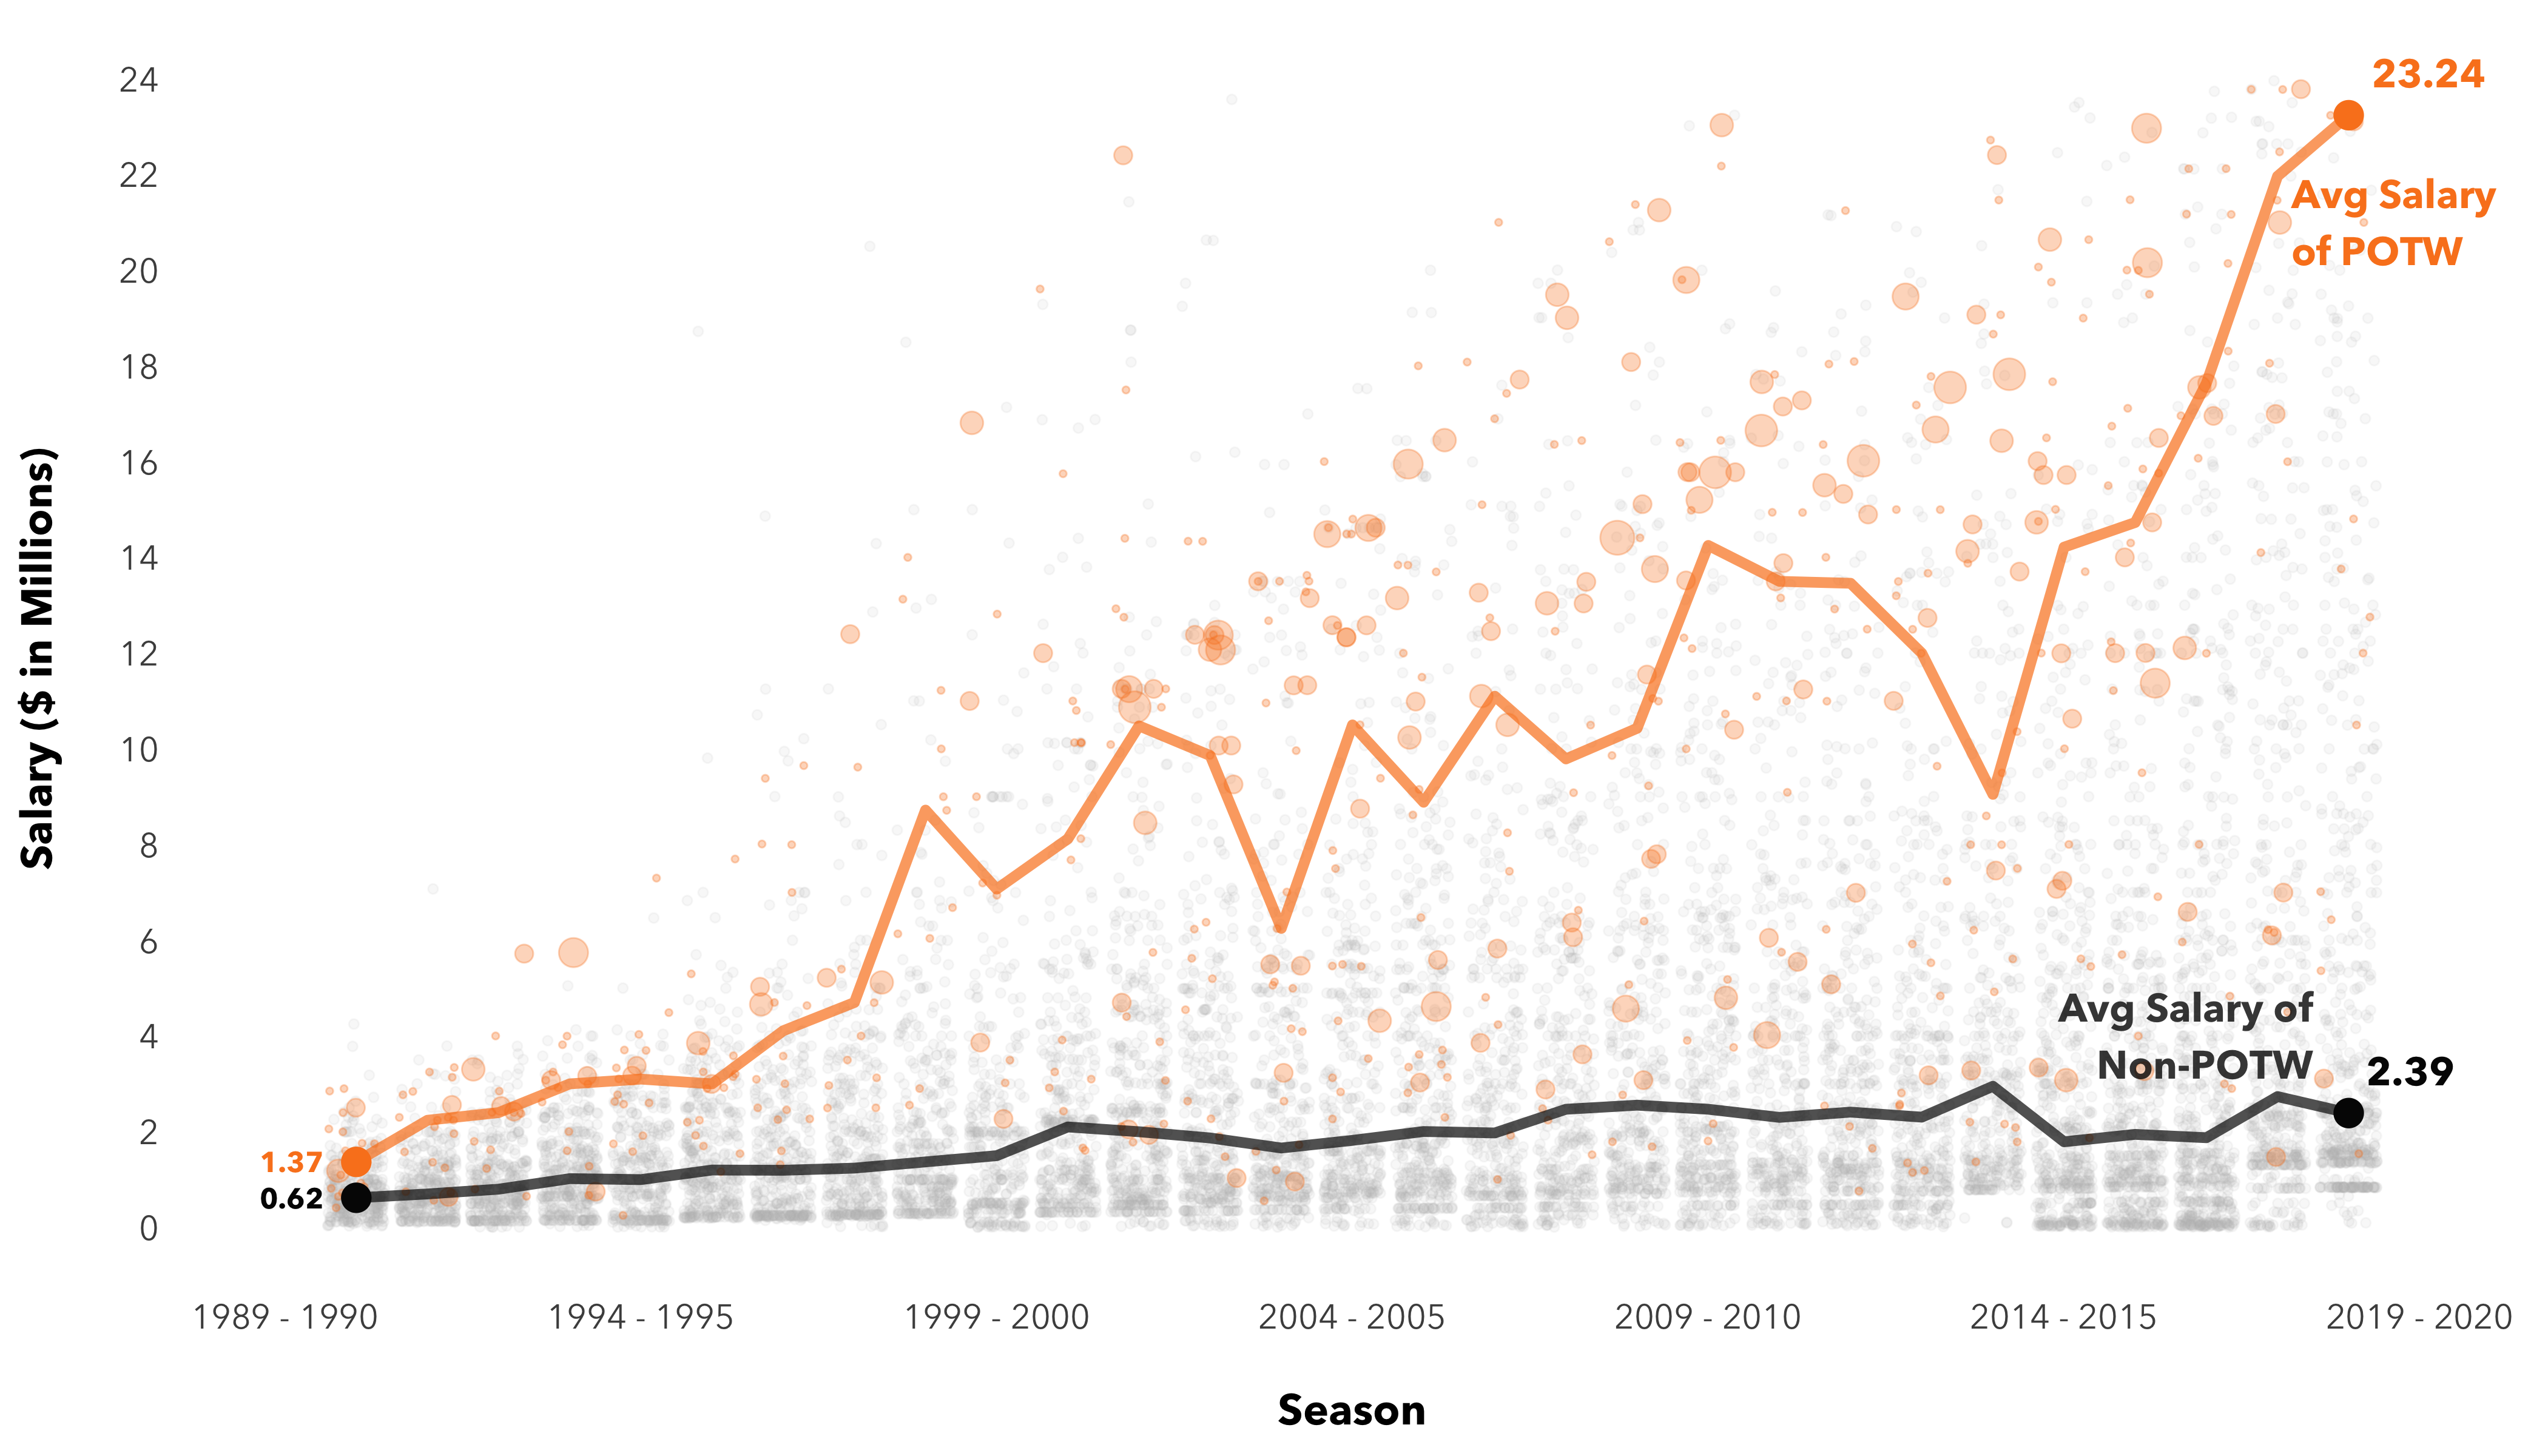 24
23.24
22
Avg Salary
of POTW
20
18
16
14
12
10
8
6
4
Avg Salary of
Non-POTW
2.39
2
1.37
0.62
0
Salary ($ in Millions)
1989 - 1990
1994 - 1995
1999 - 2000
2004 - 2005
2009 - 2010
2014 - 2015
2019 - 2020
Season